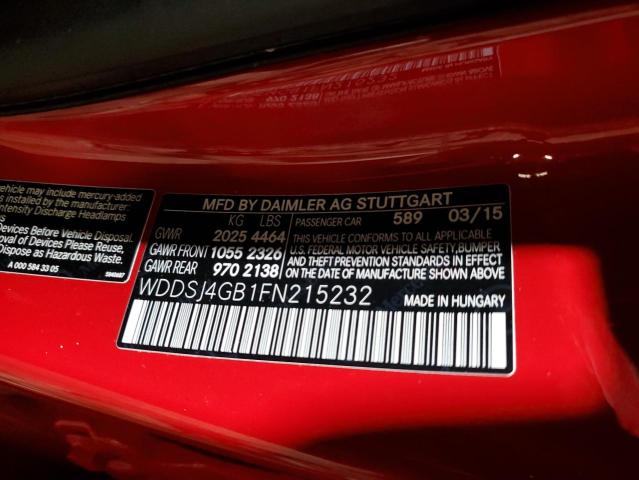 vehicle may include mercury-added
ntensity Discharge Headlamps
s
ove Before Vehicle Disposal.
oval of Devices Please Reuse,
Dispose as Hazardous Waste.
A 000 584 33 05
MFD BY DAIMLER AG STUTTGART
KG LBS PASSENGER CAR 589 03/15
GVWR 2025 4464
GAWR FRONT 1055 2326
GAWR REAR 970 2138
THIS VEHICLE CONFORMS TO ALL APPLICABLE
U.S. FEDERAL MOTOR VEHICLE SAFETY, BUMPER
AND THEFT PREVENTION STANDARDS IN EFFECT
ON THE DATE OF MANUFACTURE SHOWN ABOVE
WDDSJ4GB1FN215232
MADE IN HUNGARY